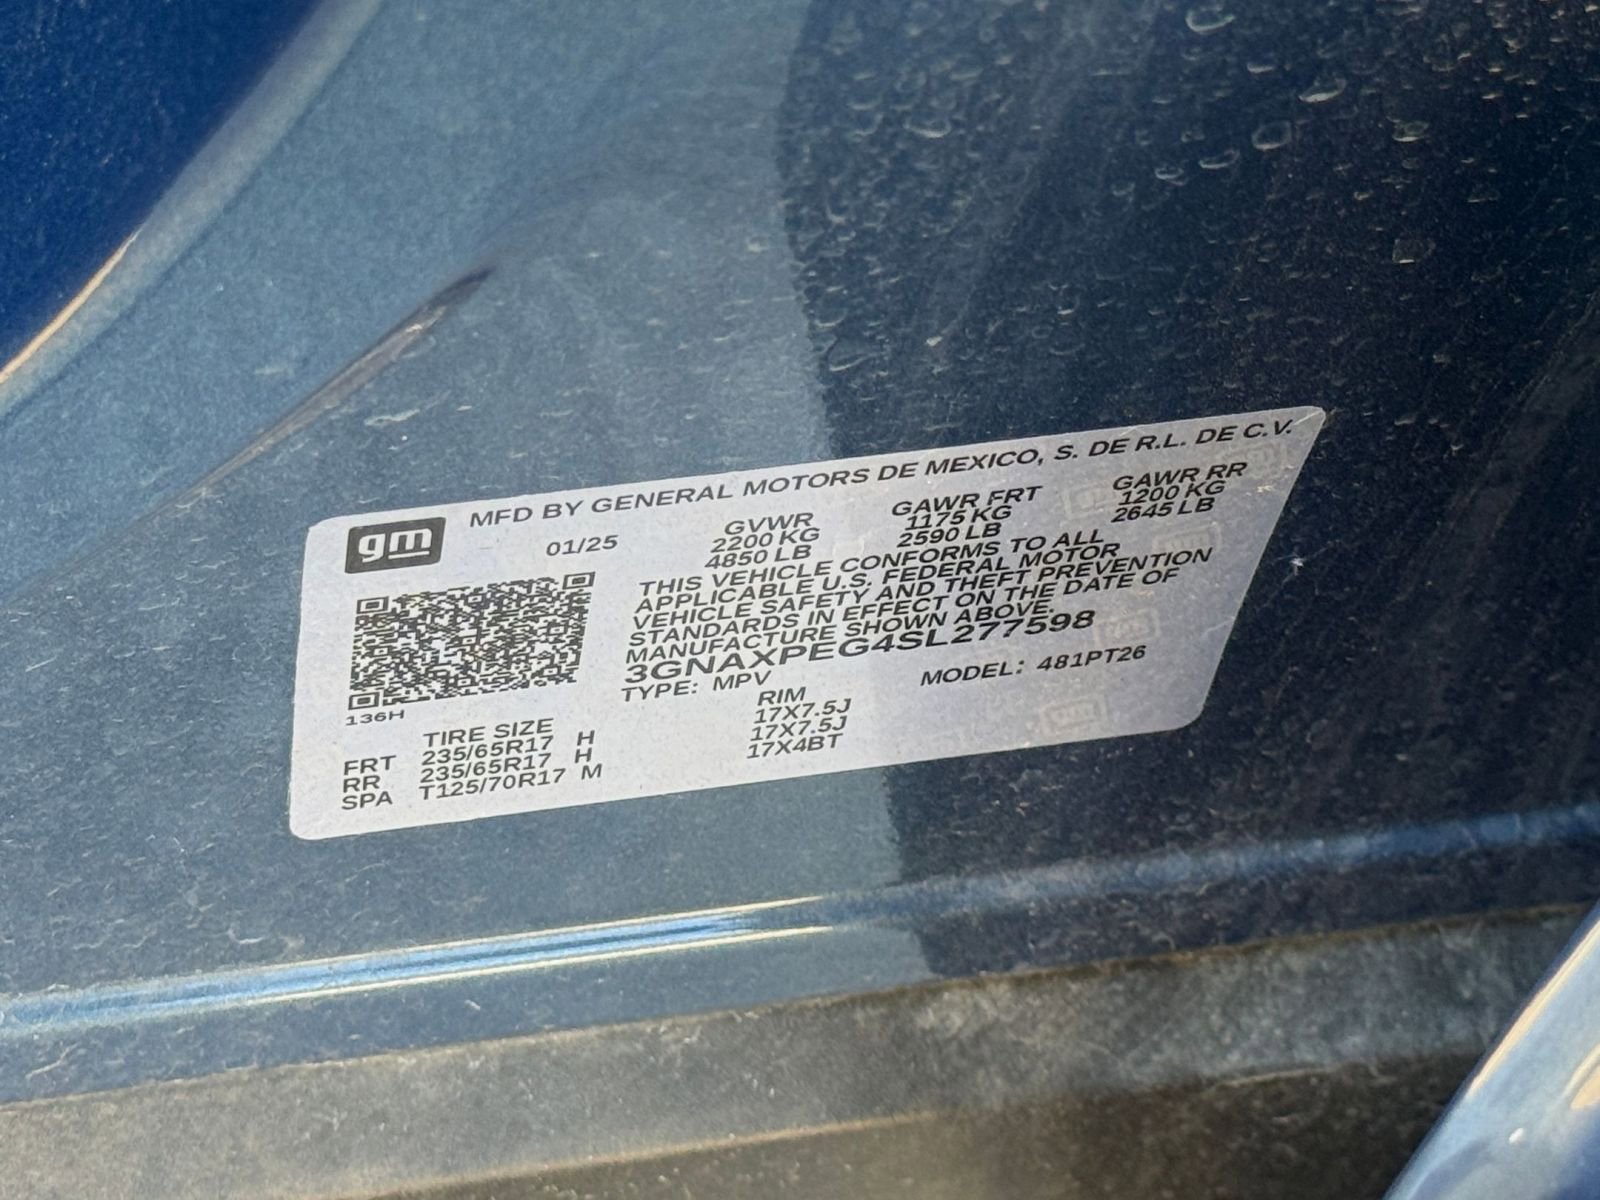 MFD BY GENERAL MOTORS DE MEXICO, S. DE R.L. DE C.V.
gm
01/25
GVWR GAWR FRT GAWR RR
2200 KG 1175 KG 1200 KG
4850 LB 2590 LB 2645 LB
THIS VEHICLE CONFORMS TO ALL
APPLICABLE U.S. FEDERAL MOTOR
VEHICLE SAFETY AND THEFT PREVENTION
STANDARDS IN EFFECT ON THE DATE OF
MANUFACTURE SHOWN ABOVE.
3GNAXPEG4SL277598
TYPE: MPV MODEL: 481PT26
136H
TIRE SIZE RIM
FRT 235/65R17 H 17X7.5J
RR 235/65R17 H 17X7.5J
SPA T125/70R17 M 17X4BT